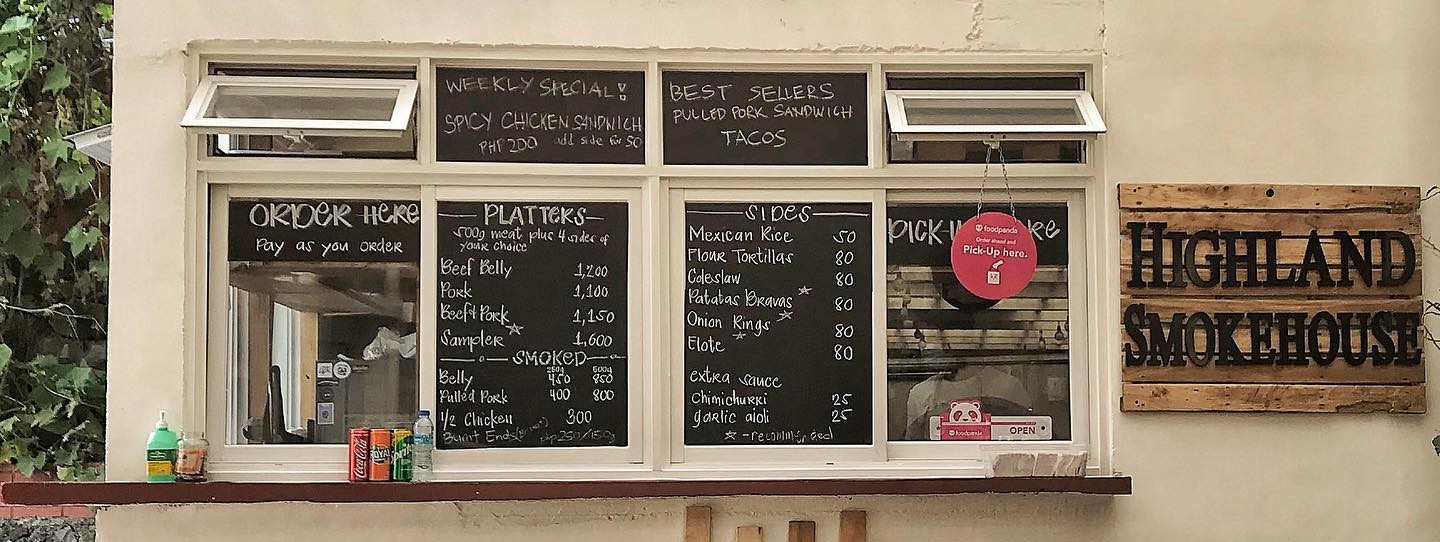 WEEKLY SPECIAL!
SPICY CHICKEN SANDWICH
PHP 200 add side for 50
BEST SELLERS
PULLED PORK SANDWICH
TACOS
ORDER HERE
Pay as you order
PLATTERS
500g meat plus 4 sides of
your choice
Beef Belly 1,200
Pork 1,100
Beef & Pork 1,150
Sampler 1,600
SMOKED
250g 500g
Belly 450 850
Pulled Pork 400 800
1/2 Chicken 300
Burnt Ends php250/150g
SIDES
Mexican Rice 50
Flour Tortillas 80
Coleslaw 80
Patatas Bravas 80
Onion Rings 80
Elote 80
extra sauce
Chimichurri 25
garlic aioli 25
- recommended
foodpanda
Order ahead and
Pick-Up here.
foodpanda OPEN
HIGHLAND
SMOKEHOUSE
Coca-Cola
ROYAL
Sprite